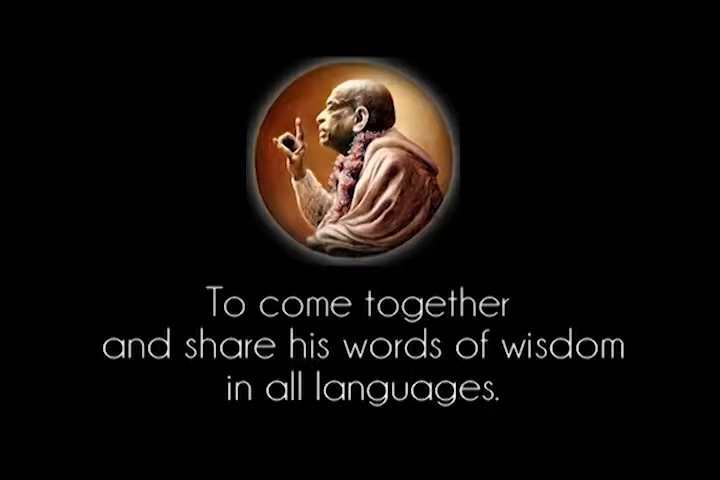 To come together
and share his words of wisdom
in all languages.